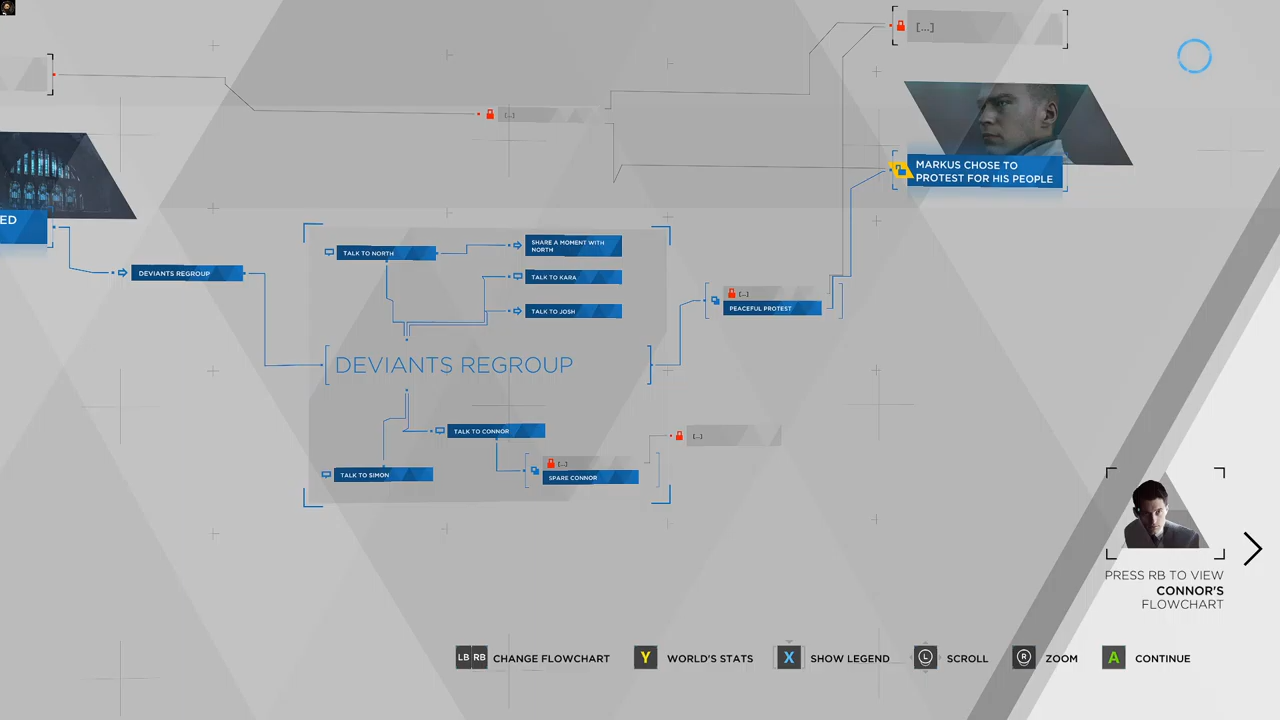 [...]
[...]
MARKUS CHOSE TO
PROTEST FOR HIS PEOPLE
ED
TALK TO NORTH
SHARE A MOMENT WITH
NORTH
DEVIANTS REGROUP
TALK TO KARA
[...]
PEACEFUL PROTEST
TALK TO JOSH
DEVIANTS REGROUP
TALK TO CONNOR
[...]
[...]
SPARE CONNOR
TALK TO SIMON
PRESS RB TO VIEW
CONNOR'S
FLOWCHART
LB RB CHANGE FLOWCHART Y WORLD'S STATS X SHOW LEGEND L SCROLL R ZOOM A CONTINUE